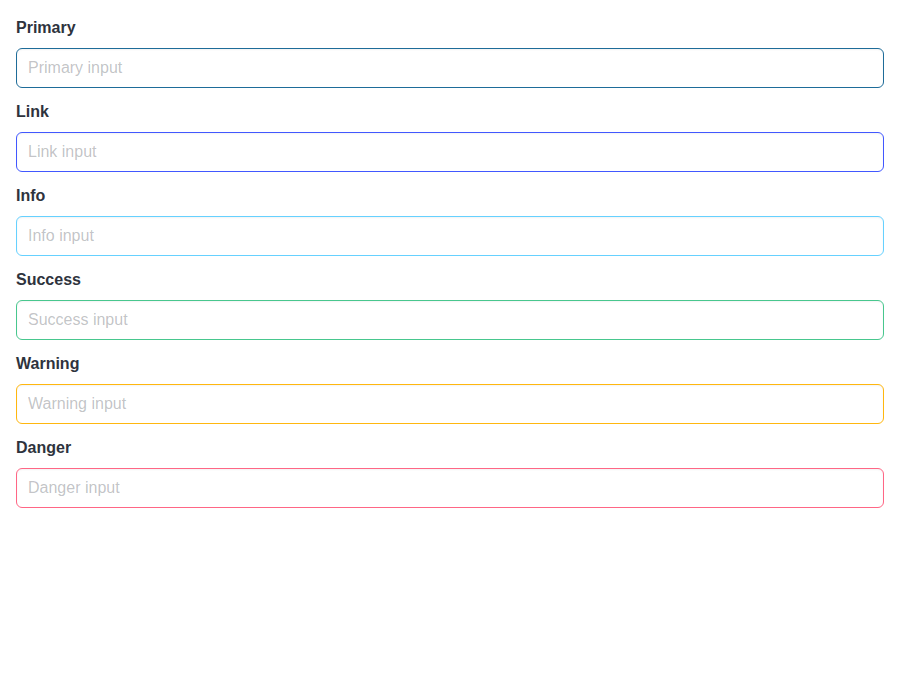 Primary
Primary input
Link
Link input
Info
Info input
Success
Success input
Warning
Warning input
Danger
Danger input